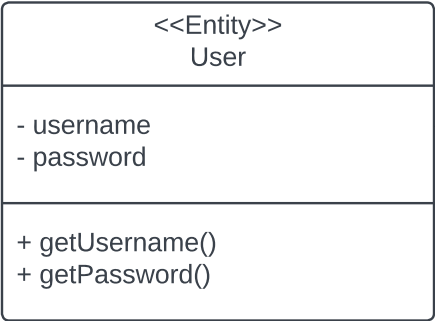 <<Entity>>
User
- username
- password
+ getUsername()
+ getPassword()